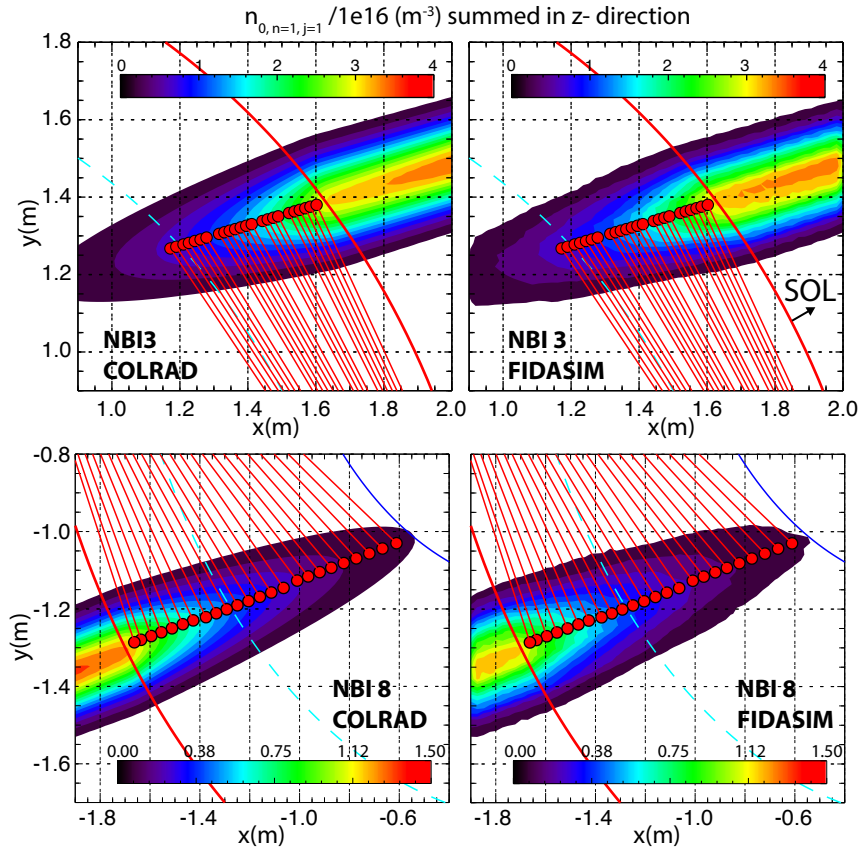 n0, n=1, j=1 /1e16 (m-3) summed in z- direction
1.8
1.6
1.4
1.2
1.0
y(m)
0 1 2 3 4
NBI3
COLRAD
1.0 1.2 1.4 1.6 1.8
x(m)
0 1 2 3 4
SOL
NBI 3
FIDASIM
1.0 1.2 1.4 1.6 1.8 2.0
x(m)
-0.8
-1.0
-1.2
-1.4
-1.6
y(m)
NBI 8
COLRAD
0.00 0.38 0.75 1.12 1.50
-1.8 -1.4 -1.0 -0.6
x(m)
NBI 8
FIDASIM
0.00 0.38 0.75 1.12 1.50
-1.8 -1.4 -1.0 -0.6
x(m)